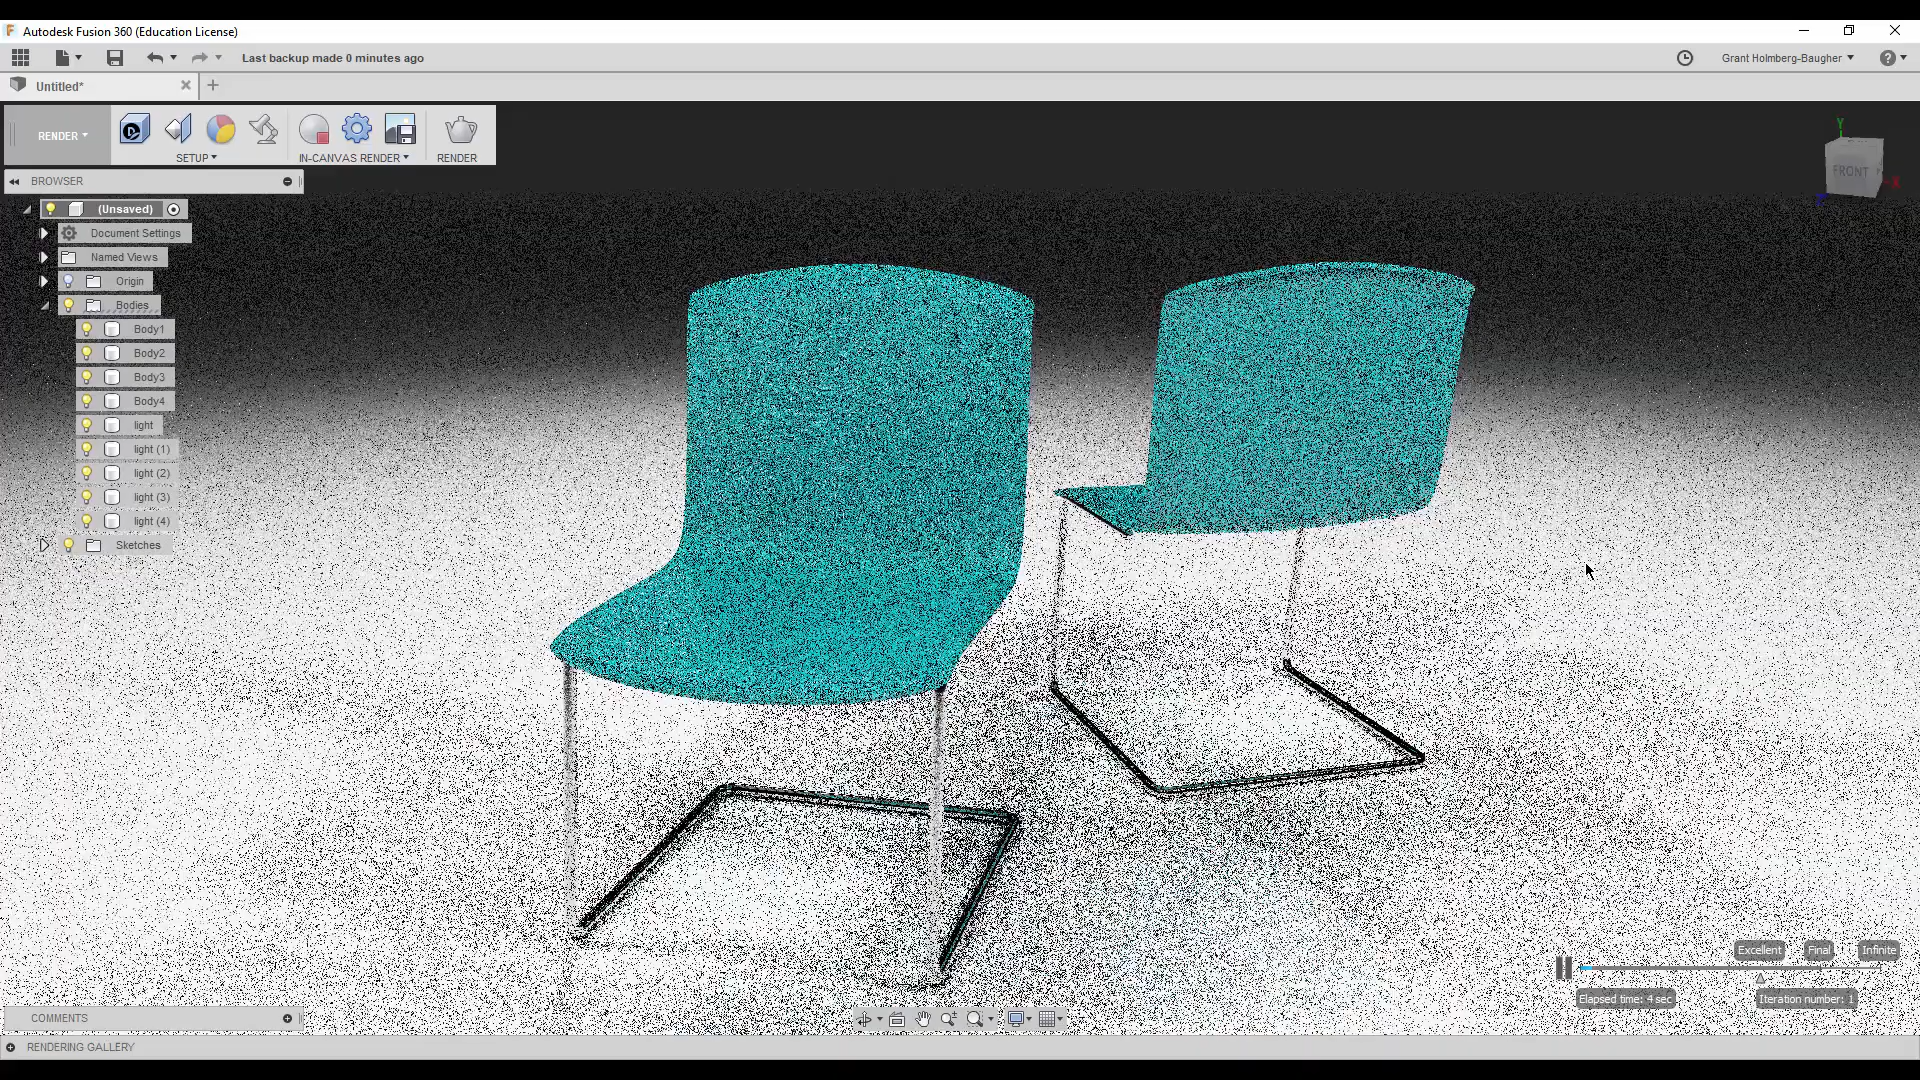 Autodesk Fusion 360 (Education License)
Last backup made 0 minutes ago
Grant Holmberg-Baugher
Untitled*
RENDER
SETUP
IN-CANVAS RENDER
RENDER
BROWSER
(Unsaved)
Document Settings
Named Views
Origin
Bodies
Body1
Body2
Body3
Body4
light
light (1)
light (2)
light (3)
light (4)
Sketches
Y
FRONT
X
Excellent
Final
Infinite
Elapsed time: 4 sec
Iteration number: 1
COMMENTS
RENDERING GALLERY